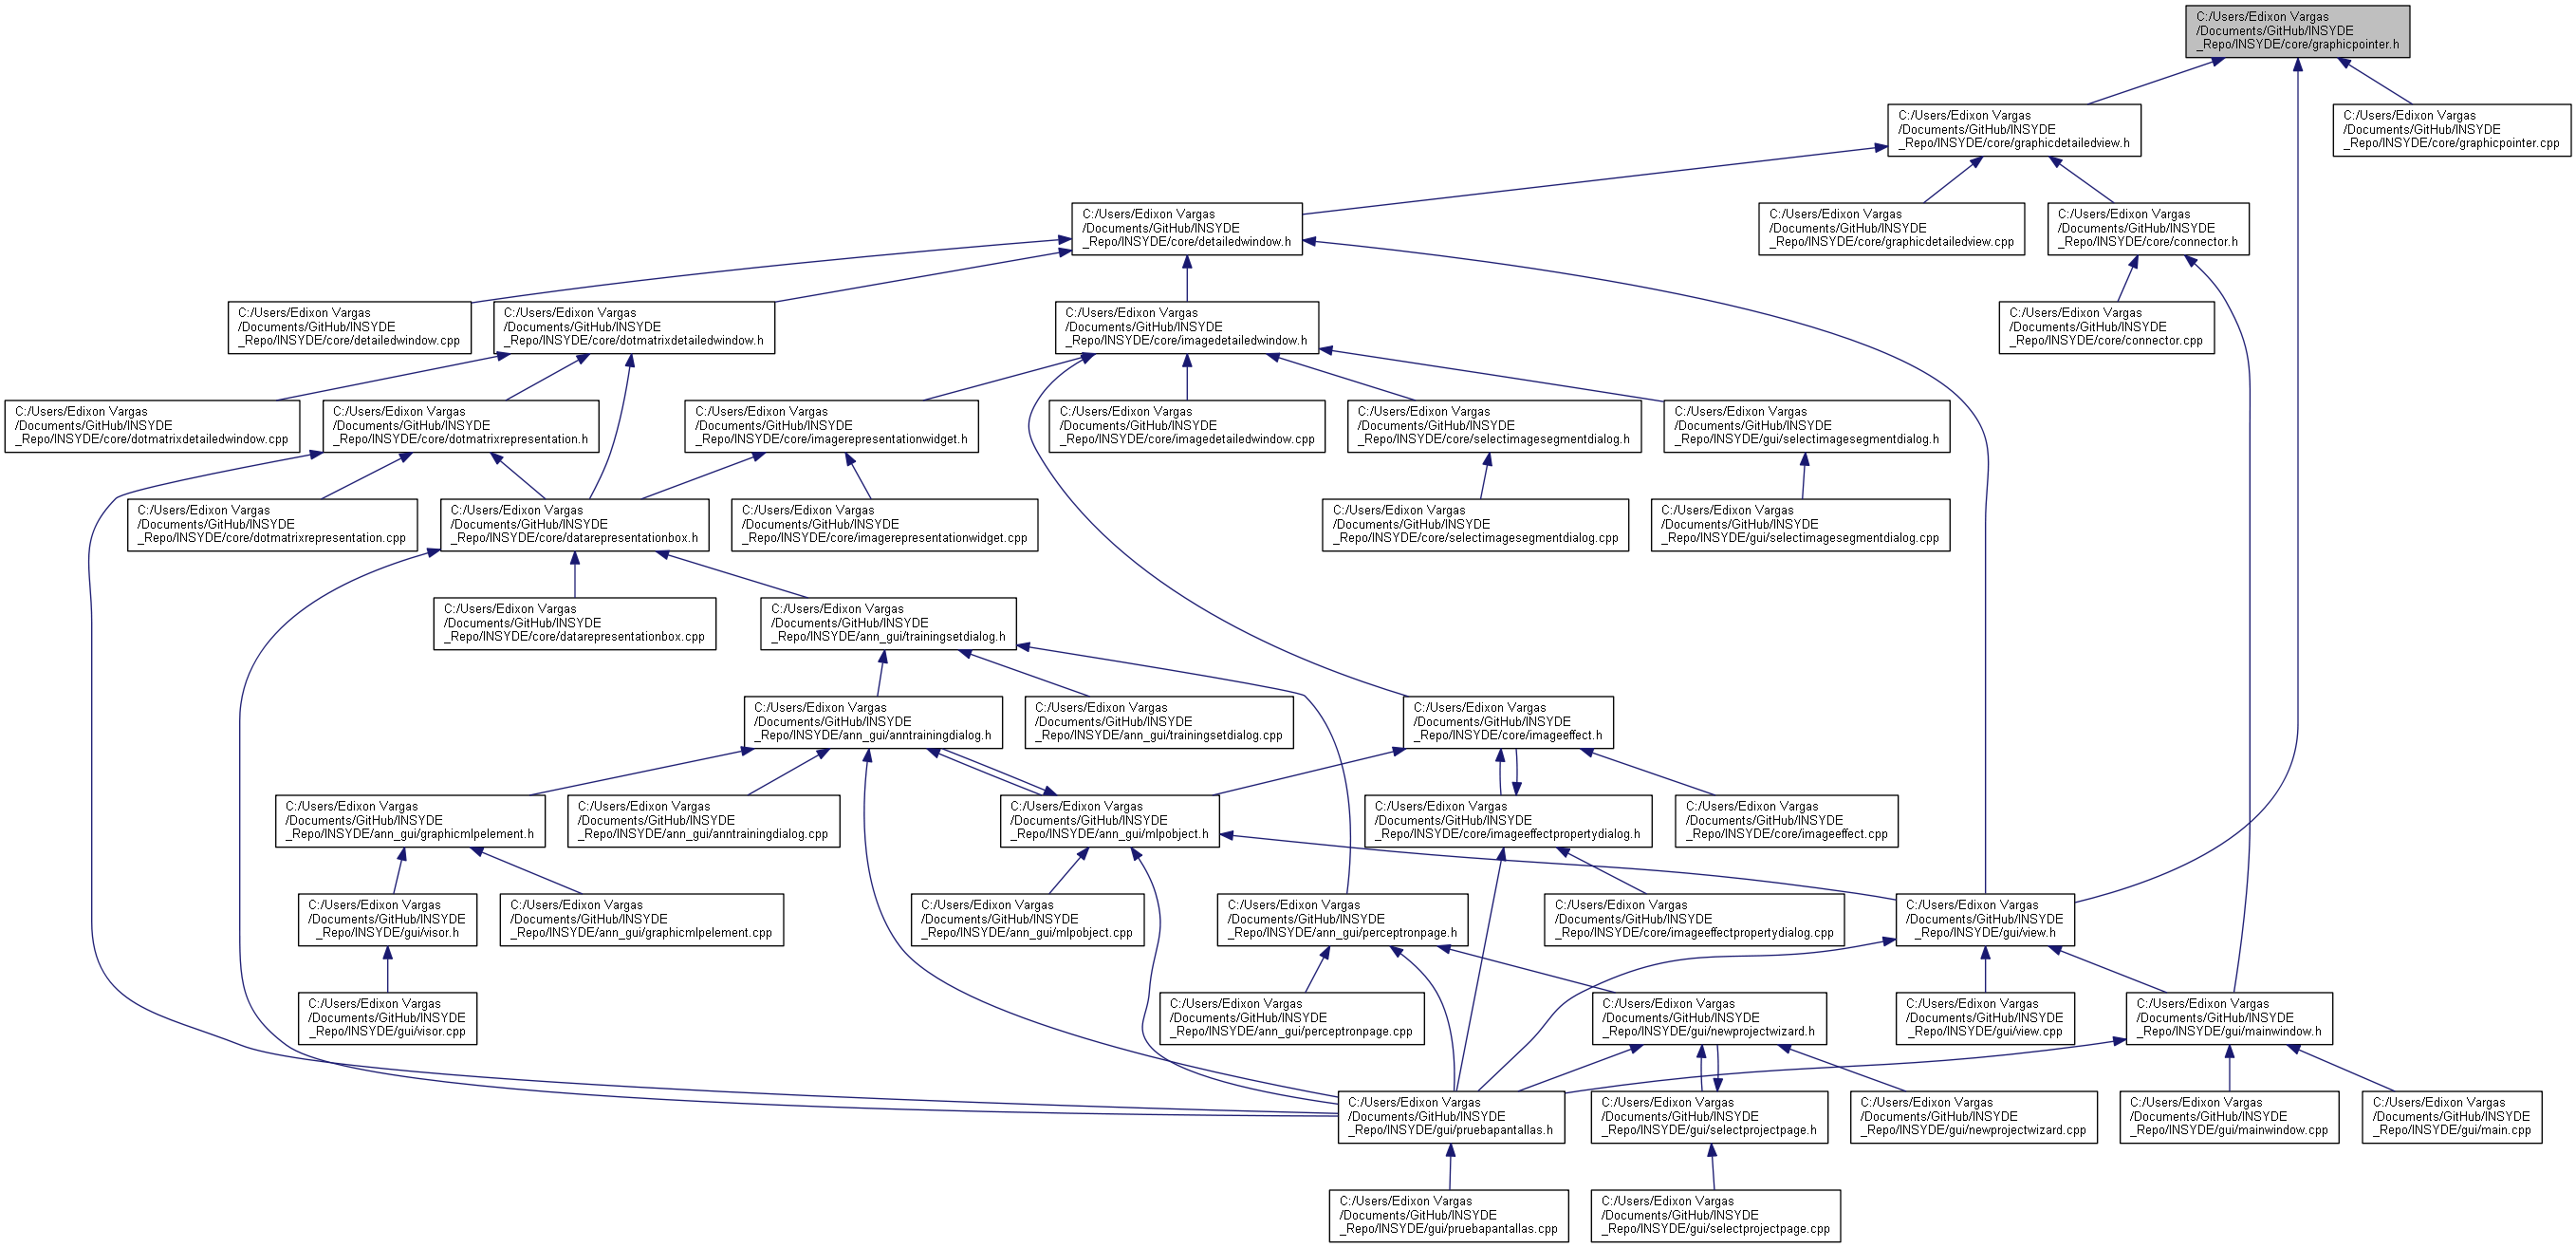 C:/Users/Edixon Vargas
/Documents/GitHub/INSYDE
_Repo/INSYDE/core/graphicpointer.h
C:/Users/Edixon Vargas
/Documents/GitHub/INSYDE
_Repo/INSYDE/core/graphicdetailedview.h
C:/Users/Edixon Vargas
/Documents/GitHub/INSYDE
_Repo/INSYDE/core/graphicpointer.cpp
C:/Users/Edixon Vargas
/Documents/GitHub/INSYDE
_Repo/INSYDE/core/detailedwindow.h
C:/Users/Edixon Vargas
/Documents/GitHub/INSYDE
_Repo/INSYDE/core/graphicdetailedview.cpp
C:/Users/Edixon Vargas
/Documents/GitHub/INSYDE
_Repo/INSYDE/core/connector.h
C:/Users/Edixon Vargas
/Documents/GitHub/INSYDE
_Repo/INSYDE/core/detailedwindow.cpp
C:/Users/Edixon Vargas
/Documents/GitHub/INSYDE
_Repo/INSYDE/core/dotmatrixdetailedwindow.h
C:/Users/Edixon Vargas
/Documents/GitHub/INSYDE
_Repo/INSYDE/core/imagedetailedwindow.h
C:/Users/Edixon Vargas
/Documents/GitHub/INSYDE
_Repo/INSYDE/core/connector.cpp
C:/Users/Edixon Vargas
/Documents/GitHub/INSYDE
_Repo/INSYDE/core/dotmatrixdetailedwindow.cpp
C:/Users/Edixon Vargas
/Documents/GitHub/INSYDE
_Repo/INSYDE/core/dotmatrixrepresentation.h
C:/Users/Edixon Vargas
/Documents/GitHub/INSYDE
_Repo/INSYDE/core/imagerepresentationwidget.h
C:/Users/Edixon Vargas
/Documents/GitHub/INSYDE
_Repo/INSYDE/core/imagedetailedwindow.cpp
C:/Users/Edixon Vargas
/Documents/GitHub/INSYDE
_Repo/INSYDE/core/selectimagesegmentdialog.h
C:/Users/Edixon Vargas
/Documents/GitHub/INSYDE
_Repo/INSYDE/gui/selectimagesegmentdialog.h
C:/Users/Edixon Vargas
/Documents/GitHub/INSYDE
_Repo/INSYDE/core/dotmatrixrepresentation.cpp
C:/Users/Edixon Vargas
/Documents/GitHub/INSYDE
_Repo/INSYDE/core/datarepresentationbox.h
C:/Users/Edixon Vargas
/Documents/GitHub/INSYDE
_Repo/INSYDE/core/imagerepresentationwidget.cpp
C:/Users/Edixon Vargas
/Documents/GitHub/INSYDE
_Repo/INSYDE/core/selectimagesegmentdialog.cpp
C:/Users/Edixon Vargas
/Documents/GitHub/INSYDE
_Repo/INSYDE/gui/selectimagesegmentdialog.cpp
C:/Users/Edixon Vargas
/Documents/GitHub/INSYDE
_Repo/INSYDE/core/datarepresentationbox.cpp
C:/Users/Edixon Vargas
/Documents/GitHub/INSYDE
_Repo/INSYDE/ann_gui/trainingsetdialog.h
C:/Users/Edixon Vargas
/Documents/GitHub/INSYDE
_Repo/INSYDE/ann_gui/anntrainingdialog.h
C:/Users/Edixon Vargas
/Documents/GitHub/INSYDE
_Repo/INSYDE/ann_gui/trainingsetdialog.cpp
C:/Users/Edixon Vargas
/Documents/GitHub/INSYDE
_Repo/INSYDE/core/imageeffect.h
C:/Users/Edixon Vargas
/Documents/GitHub/INSYDE
_Repo/INSYDE/ann_gui/graphicmlpelement.h
C:/Users/Edixon Vargas
/Documents/GitHub/INSYDE
_Repo/INSYDE/ann_gui/anntrainingdialog.cpp
C:/Users/Edixon Vargas
/Documents/GitHub/INSYDE
_Repo/INSYDE/ann_gui/mlpobject.h
C:/Users/Edixon Vargas
/Documents/GitHub/INSYDE
_Repo/INSYDE/core/imageeffectpropertydialog.h
C:/Users/Edixon Vargas
/Documents/GitHub/INSYDE
_Repo/INSYDE/core/imageeffect.cpp
C:/Users/Edixon Vargas
/Documents/GitHub/INSYDE
_Repo/INSYDE/gui/visor.h
C:/Users/Edixon Vargas
/Documents/GitHub/INSYDE
_Repo/INSYDE/ann_gui/graphicmlpelement.cpp
C:/Users/Edixon Vargas
/Documents/GitHub/INSYDE
_Repo/INSYDE/ann_gui/mlpobject.cpp
C:/Users/Edixon Vargas
/Documents/GitHub/INSYDE
_Repo/INSYDE/ann_gui/perceptronpage.h
C:/Users/Edixon Vargas
/Documents/GitHub/INSYDE
_Repo/INSYDE/core/imageeffectpropertydialog.cpp
C:/Users/Edixon Vargas
/Documents/GitHub/INSYDE
_Repo/INSYDE/gui/view.h
C:/Users/Edixon Vargas
/Documents/GitHub/INSYDE
_Repo/INSYDE/gui/visor.cpp
C:/Users/Edixon Vargas
/Documents/GitHub/INSYDE
_Repo/INSYDE/ann_gui/perceptronpage.cpp
C:/Users/Edixon Vargas
/Documents/GitHub/INSYDE
_Repo/INSYDE/gui/newprojectwizard.h
C:/Users/Edixon Vargas
/Documents/GitHub/INSYDE
_Repo/INSYDE/gui/view.cpp
C:/Users/Edixon Vargas
/Documents/GitHub/INSYDE
_Repo/INSYDE/gui/mainwindow.h
C:/Users/Edixon Vargas
/Documents/GitHub/INSYDE
_Repo/INSYDE/gui/pruebapantallas.h
C:/Users/Edixon Vargas
/Documents/GitHub/INSYDE
_Repo/INSYDE/gui/selectprojectpage.h
C:/Users/Edixon Vargas
/Documents/GitHub/INSYDE
_Repo/INSYDE/gui/newprojectwizard.cpp
C:/Users/Edixon Vargas
/Documents/GitHub/INSYDE
_Repo/INSYDE/gui/mainwindow.cpp
C:/Users/Edixon Vargas
/Documents/GitHub/INSYDE
_Repo/INSYDE/gui/main.cpp
C:/Users/Edixon Vargas
/Documents/GitHub/INSYDE
_Repo/INSYDE/gui/pruebapantallas.cpp
C:/Users/Edixon Vargas
/Documents/GitHub/INSYDE
_Repo/INSYDE/gui/selectprojectpage.cpp